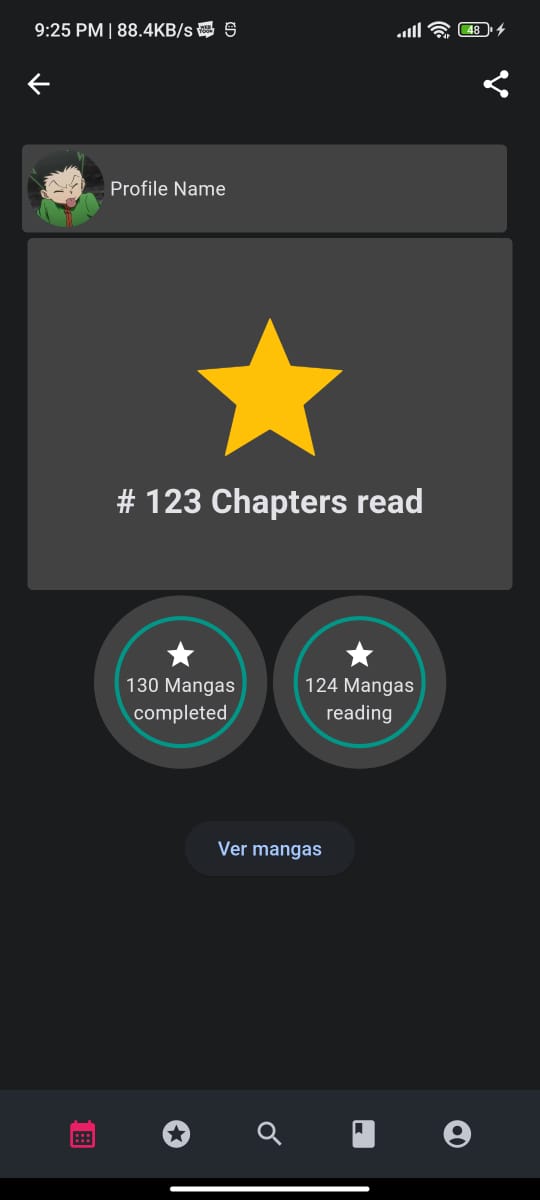 9:25 PM | 88.4KB/s
48
Profile Name
# 123 Chapters read
130 Mangas
completed
124 Mangas
reading
Ver mangas